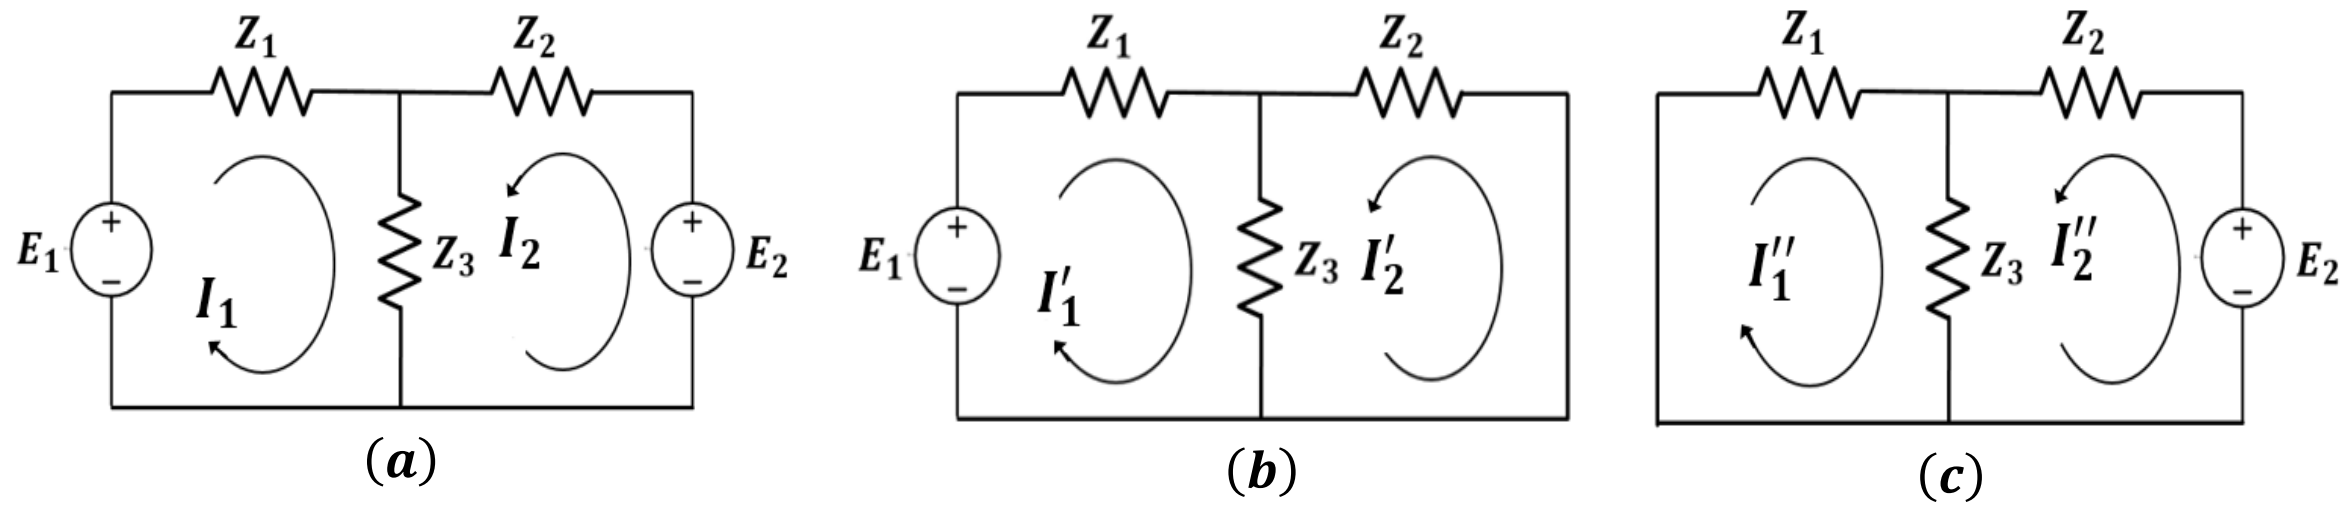 Z₁ Z₂
E₁ + − I₁ Z₃ I₂ + − E₂
(a)
Z₁ Z₂
E₁ + − I′₁ Z₃ I′₂
(b)
Z₁ Z₂
I″₁ Z₃ I″₂ + − E₂
(c)